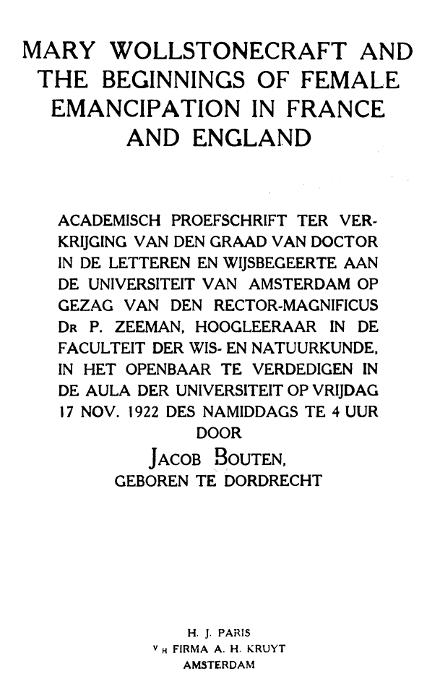 MARY WOLLSTONECRAFT AND
THE BEGINNINGS OF FEMALE
EMANCIPATION IN FRANCE
AND ENGLAND
ACADEMISCH PROEFSCHRIFT TER VER-
KRIJGING VAN DEN GRAAD VAN DOCTOR
IN DE LETTEREN EN WIJSBEGEERTE AAN
DE UNIVERSITEIT VAN AMSTERDAM OP
GEZAG VAN DEN RECTOR-MAGNIFICUS
DR P. ZEEMAN, HOOGLEERAAR IN DE
FACULTEIT DER WIS- EN NATUURKUNDE,
IN HET OPENBAAR TE VERDEDIGEN IN
DE AULA DER UNIVERSITEIT OP VRIJDAG
17 NOV. 1922 DES NAMIDDAGS TE 4 UUR
DOOR
JACOB BOUTEN,
GEBOREN TE DORDRECHT
H. J. PARIS
V H FIRMA A. H. KRUYT
AMSTERDAM